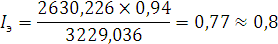 Iэ = 2630,226 × 0,94 / 3229,036 = 0,77 ≈ 0,8